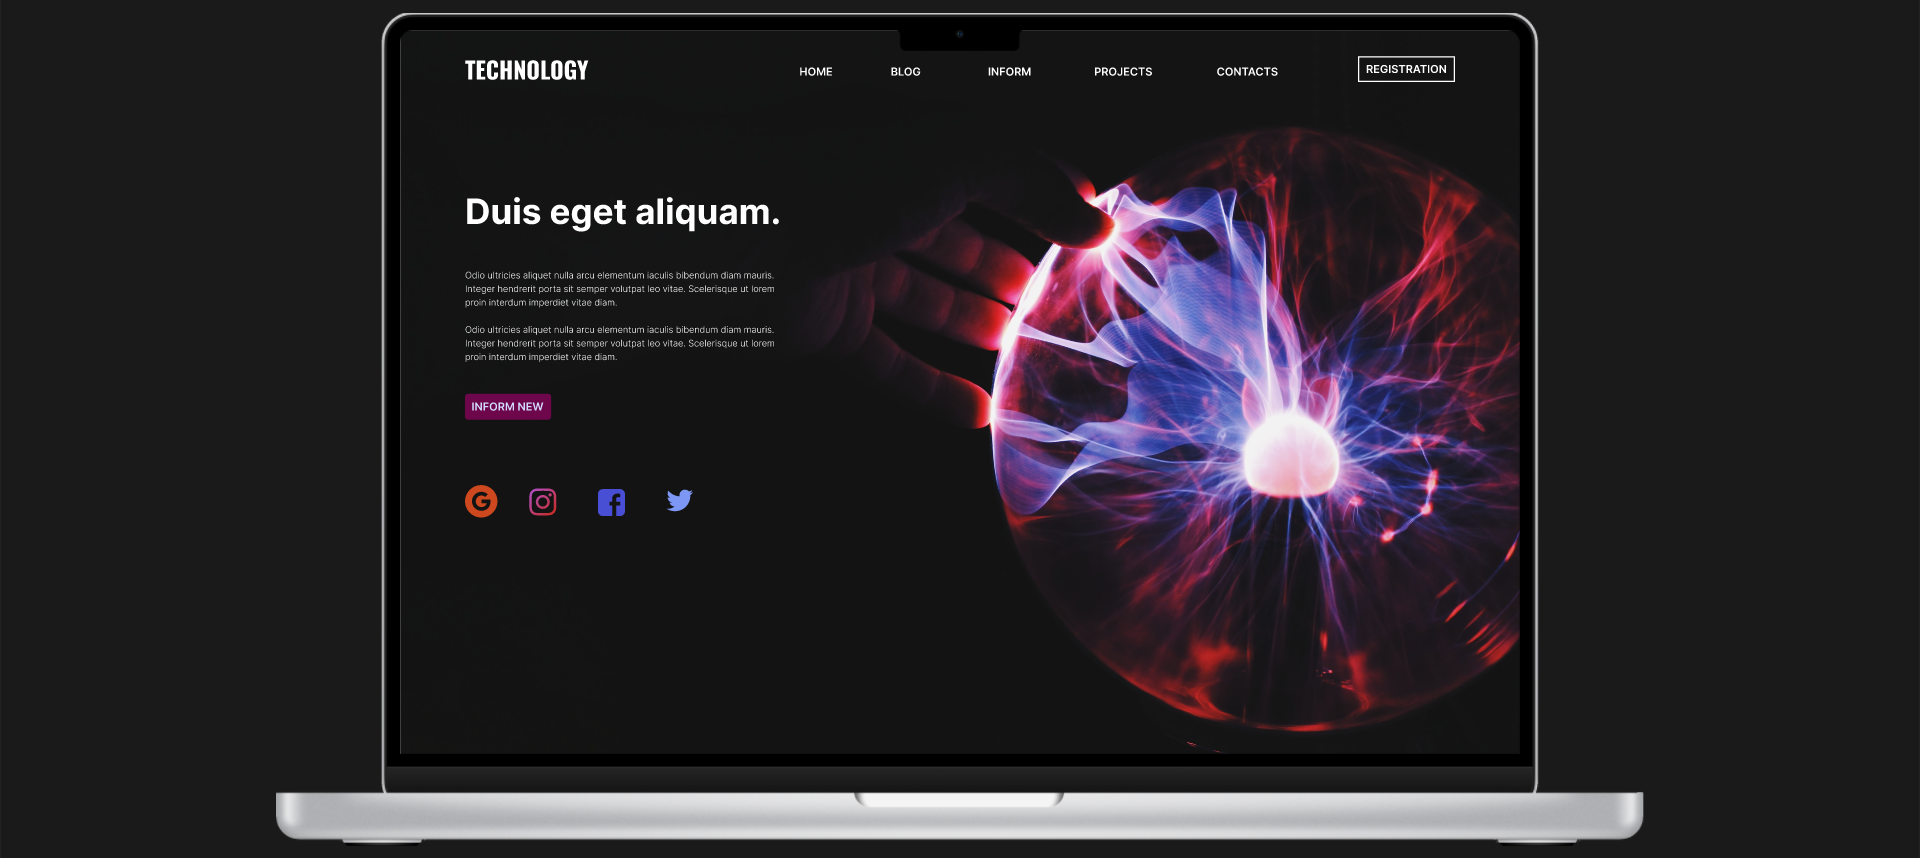 TECHNOLOGY
HOME
BLOG
INFORM
PROJECTS
CONTACTS
REGISTRATION
Duis eget aliquam.
Odio ultricies aliquet nulla arcu elementum iaculis bibendum diam mauris.
Integer hendrerit porta sit semper volutpat leo vitae. Scelerisque ut lorem
proin interdum imperdiet vitae diam.
Odio ultricies aliquet nulla arcu elementum iaculis bibendum diam mauris.
Integer hendrerit porta sit semper volutpat leo vitae. Scelerisque ut lorem
proin interdum imperdiet vitae diam.
INFORM NEW